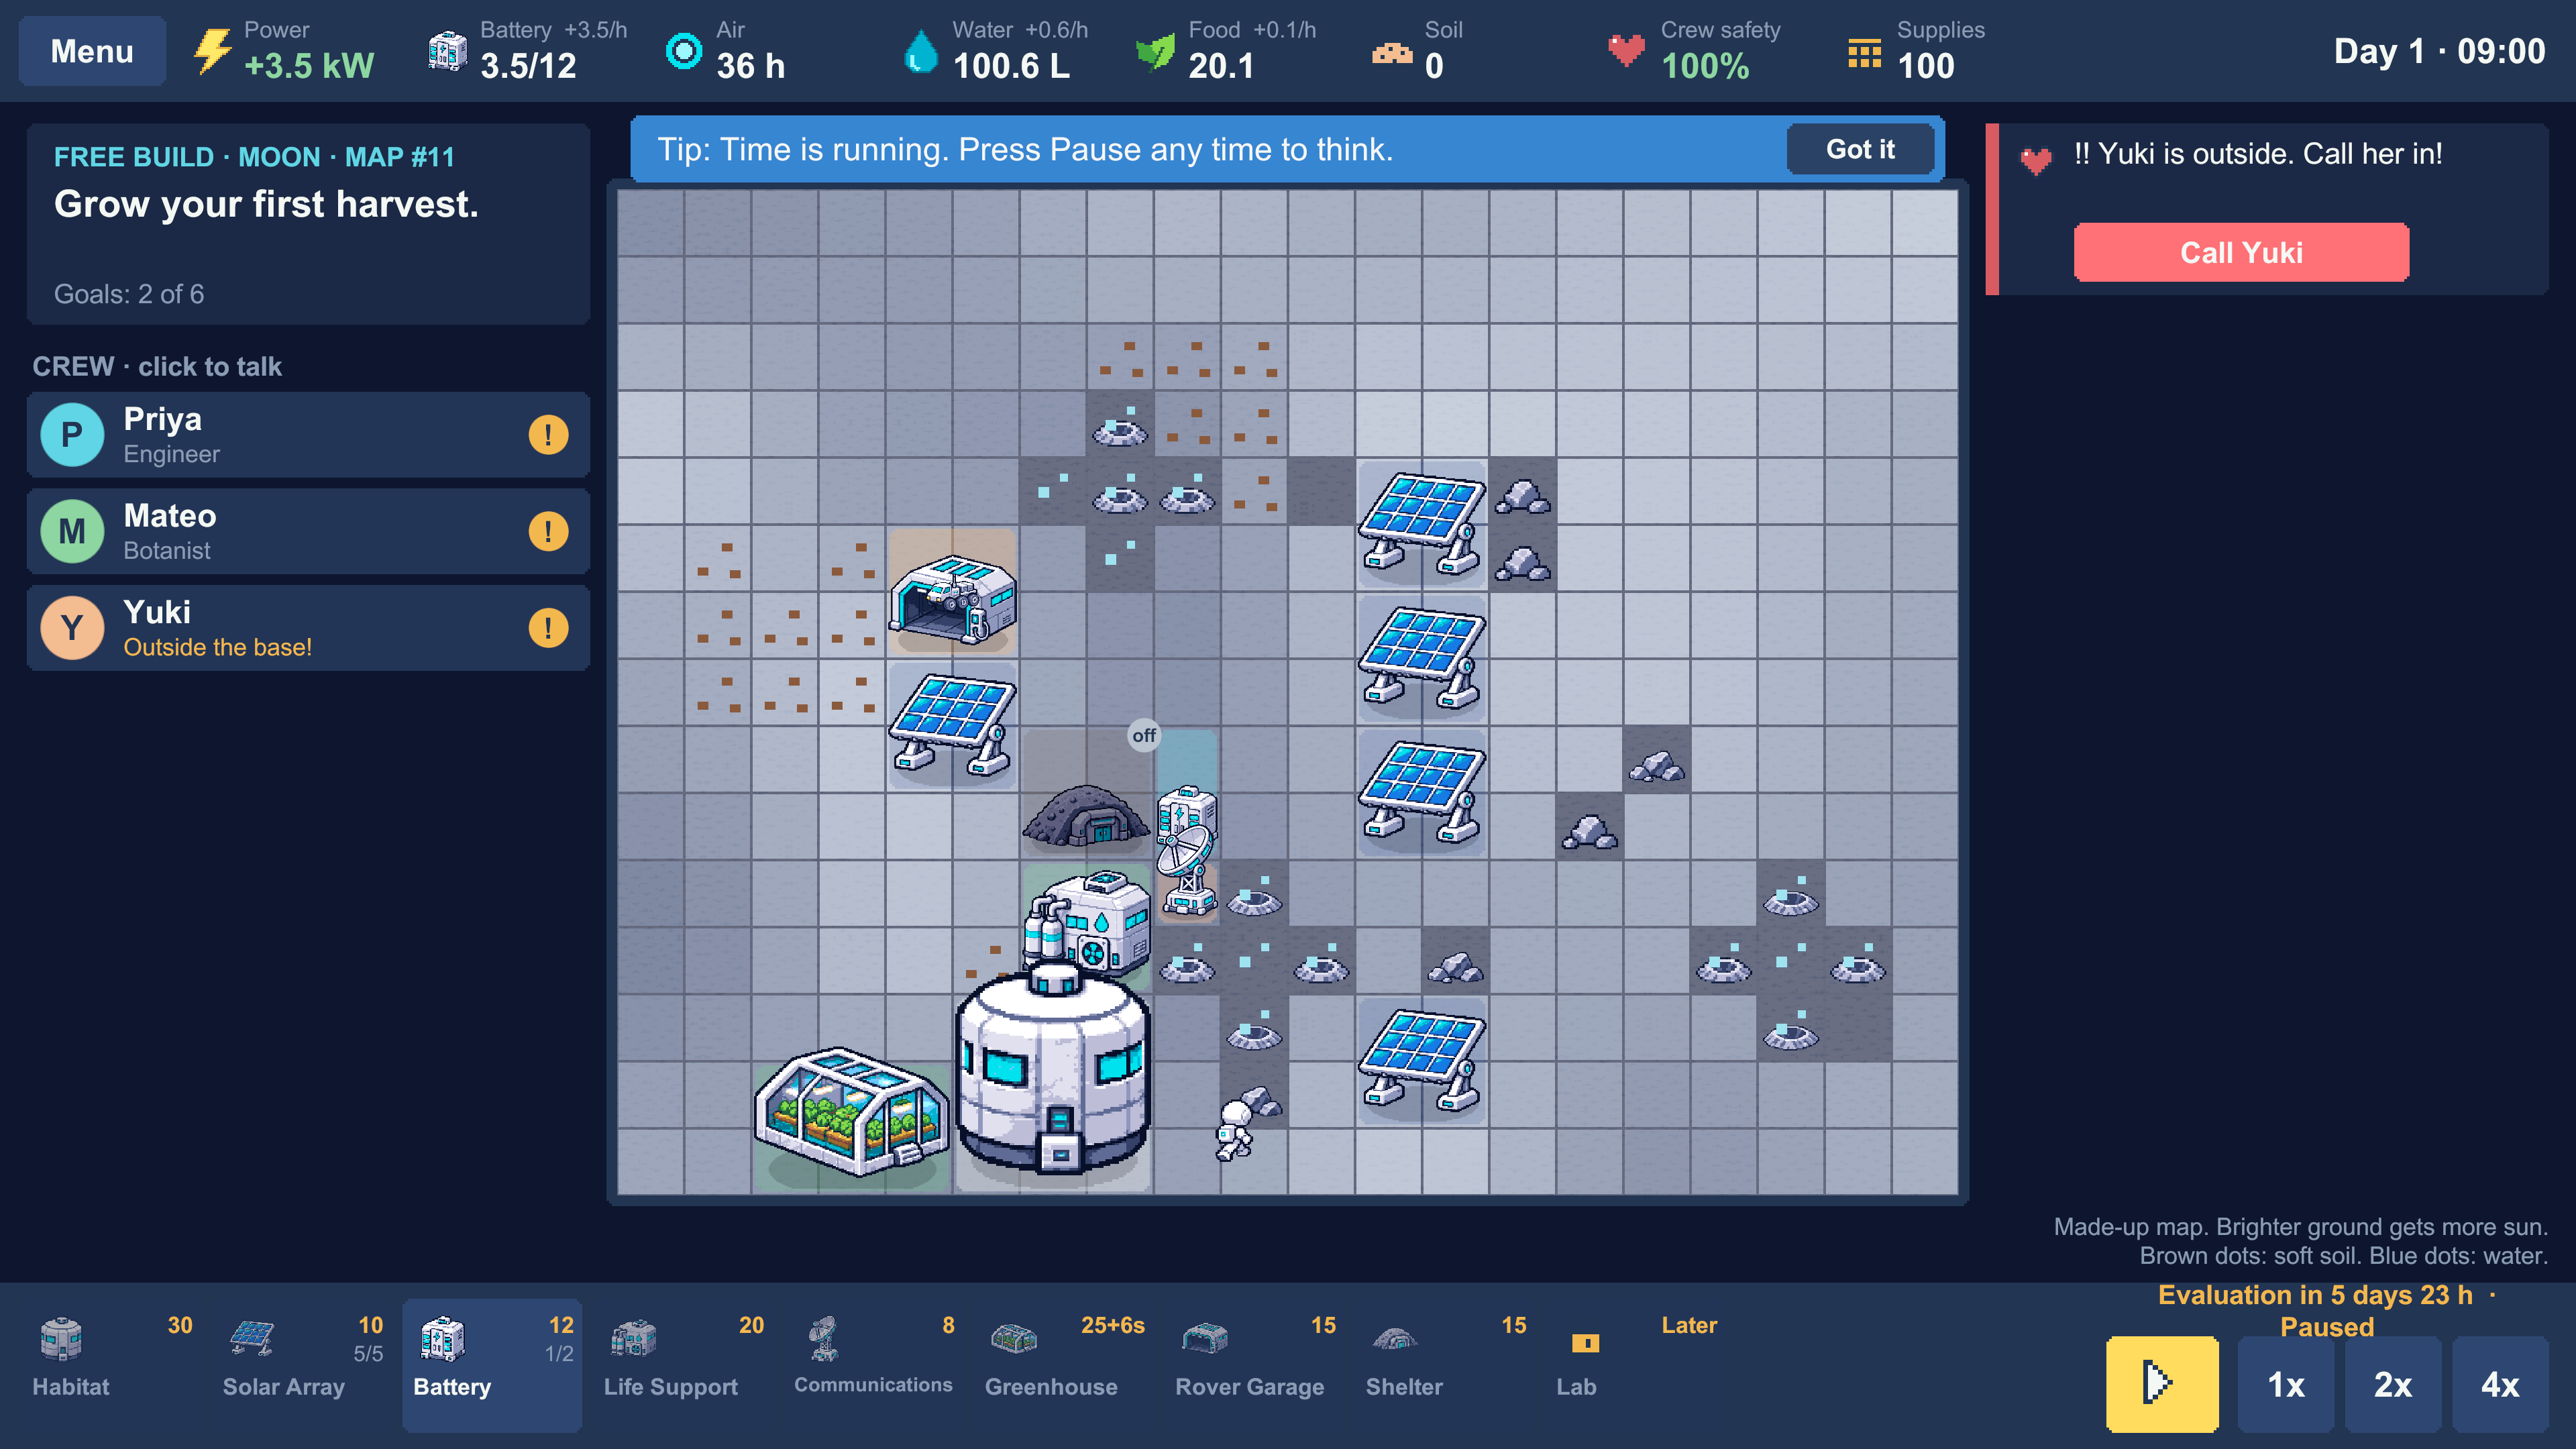 Menu
Power
+3.5 kW
Battery +3.5/h
3.5/12
Air
36 h
Water +0.6/h
100.6 L
Food +0.1/h
20.1
Soil
0
Crew safety
100%
Supplies
100
Day 1 · 09:00
FREE BUILD · MOON · MAP #11
Grow your first harvest.
Goals: 2 of 6
CREW · click to talk
P
Priya
Engineer
!
M
Mateo
Botanist
!
Y
Yuki
Outside the base!
!
Tip: Time is running. Press Pause any time to think.
Got it
off
!! Yuki is outside. Call her in!
Call Yuki
Made-up map. Brighter ground gets more sun.
Brown dots: soft soil. Blue dots: water.
30
Habitat
10
5/5
Solar Array
12
1/2
Battery
20
Life Support
8
Communications
25+6s
Greenhouse
15
Rover Garage
15
Shelter
Later
Lab
Evaluation in 5 days 23 h ·
Paused
1x
2x
4x